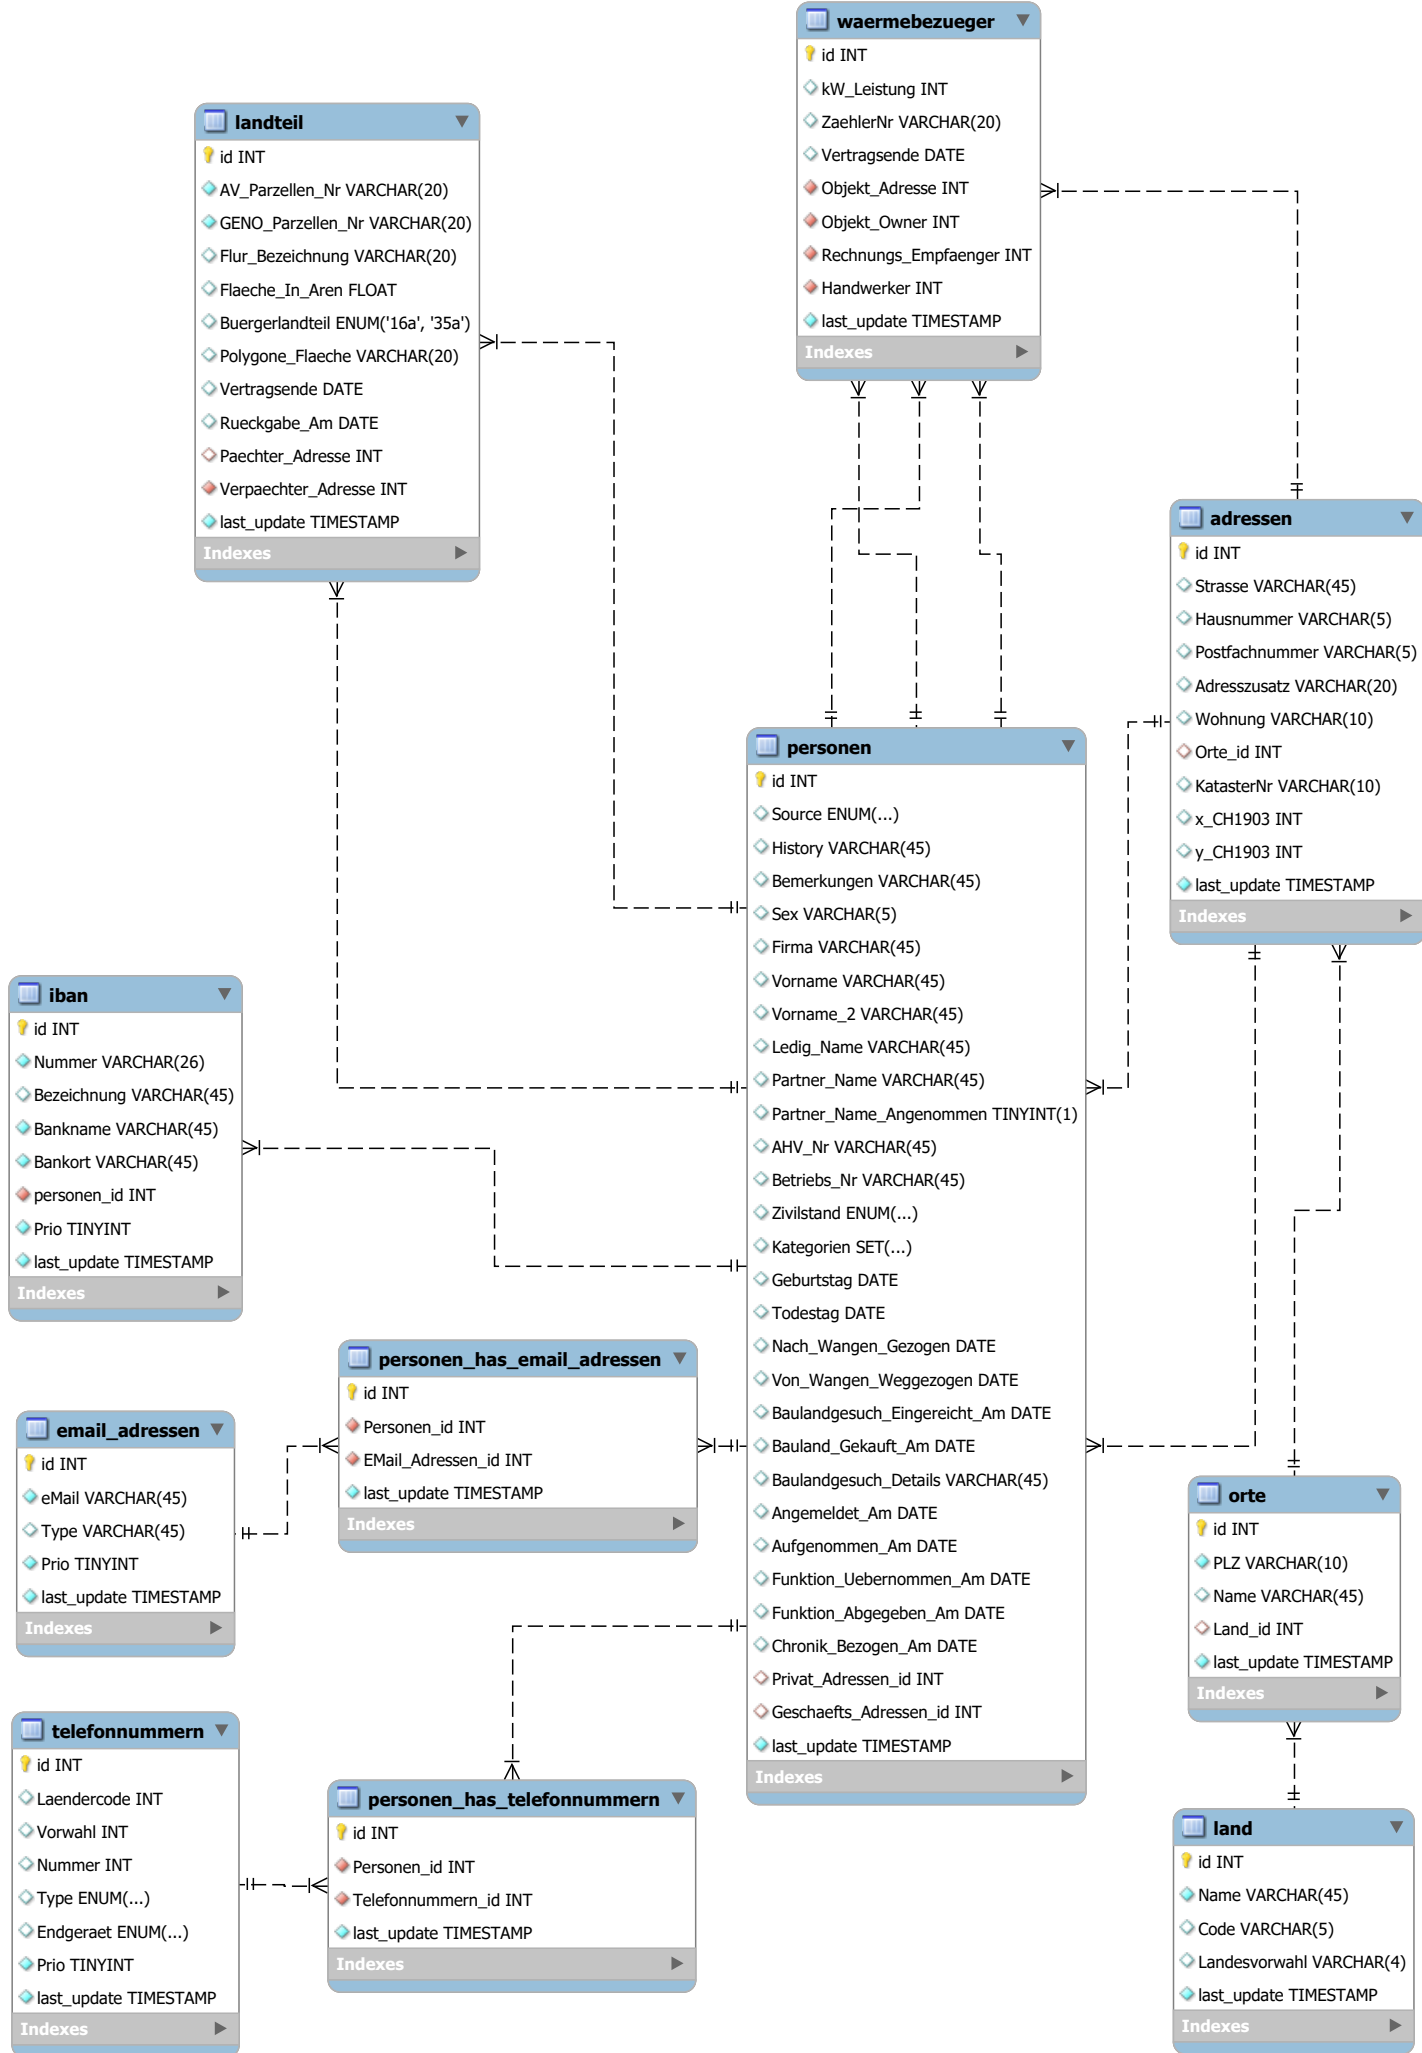 waermebezueger
id INT
kW_Leistung INT
ZaehlerNr VARCHAR(20)
Vertragsende DATE
Objekt_Adresse INT
Objekt_Owner INT
Rechnungs_Empfaenger INT
Handwerker INT
last_update TIMESTAMP
Indexes
landteil
id INT
AV_Parzellen_Nr VARCHAR(20)
GENO_Parzellen_Nr VARCHAR(20)
Flur_Bezeichnung VARCHAR(20)
Flaeche_In_Aren FLOAT
Buergerlandteil ENUM('16a', '35a')
Polygone_Flaeche VARCHAR(20)
Vertragsende DATE
Rueckgabe_Am DATE
Paechter_Adresse INT
Verpaechter_Adresse INT
last_update TIMESTAMP
Indexes
adressen
id INT
Strasse VARCHAR(45)
Hausnummer VARCHAR(5)
Postfachnummer VARCHAR(5)
Adresszusatz VARCHAR(20)
Wohnung VARCHAR(10)
Orte_id INT
KatasterNr VARCHAR(10)
x_CH1903 INT
y_CH1903 INT
last_update TIMESTAMP
Indexes
personen
id INT
Source ENUM(...)
History VARCHAR(45)
Bemerkungen VARCHAR(45)
Sex VARCHAR(5)
Firma VARCHAR(45)
Vorname VARCHAR(45)
Vorname_2 VARCHAR(45)
Ledig_Name VARCHAR(45)
Partner_Name VARCHAR(45)
Partner_Name_Angenommen TINYINT(1)
AHV_Nr VARCHAR(45)
Betriebs_Nr VARCHAR(45)
Zivilstand ENUM(...)
Kategorien SET(...)
Geburtstag DATE
Todestag DATE
Nach_Wangen_Gezogen DATE
Von_Wangen_Weggezogen DATE
Baulandgesuch_Eingereicht_Am DATE
Bauland_Gekauft_Am DATE
Baulandgesuch_Details VARCHAR(45)
Angemeldet_Am DATE
Aufgenommen_Am DATE
Funktion_Uebernommen_Am DATE
Funktion_Abgegeben_Am DATE
Chronik_Bezogen_Am DATE
Privat_Adressen_id INT
Geschaefts_Adressen_id INT
last_update TIMESTAMP
Indexes
iban
id INT
Nummer VARCHAR(26)
Bezeichnung VARCHAR(45)
Bankname VARCHAR(45)
Bankort VARCHAR(45)
personen_id INT
Prio TINYINT
last_update TIMESTAMP
Indexes
personen_has_email_adressen
id INT
Personen_id INT
EMail_Adressen_id INT
last_update TIMESTAMP
Indexes
email_adressen
id INT
eMail VARCHAR(45)
Type VARCHAR(45)
Prio TINYINT
last_update TIMESTAMP
Indexes
orte
id INT
PLZ VARCHAR(10)
Name VARCHAR(45)
Land_id INT
last_update TIMESTAMP
Indexes
telefonnummern
id INT
Laendercode INT
Vorwahl INT
Nummer INT
Type ENUM(...)
Endgeraet ENUM(...)
Prio TINYINT
last_update TIMESTAMP
Indexes
personen_has_telefonnummern
id INT
Personen_id INT
Telefonnummern_id INT
last_update TIMESTAMP
Indexes
land
id INT
Name VARCHAR(45)
Code VARCHAR(5)
Landesvorwahl VARCHAR(4)
last_update TIMESTAMP
Indexes